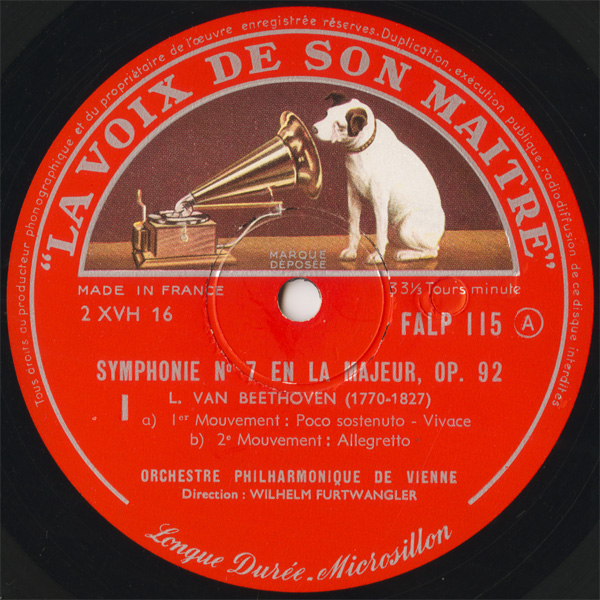 Tous droits du producteur phonographique et du propriétaire de l'œuvre enregistrée réservés. Duplication, exécution publique, radiodiffusion de ce disque interdites
"LA VOIX DE SON MAITRE"
MARQUE
DÉPOSÉE
MADE IN FRANCE
33⅓ Tours minute
2 XVH 16
FALP 115 A
SYMPHONIE No 7 EN LA MAJEUR, OP. 92
L. VAN BEETHOVEN (1770-1827)
I
a) 1er Mouvement : Poco sostenuto - Vivace
b) 2e Mouvement : Allegretto
ORCHESTRE PHILHARMONIQUE DE VIENNE
Direction : WILHELM FURTWANGLER
Longue Durée-Microsillon